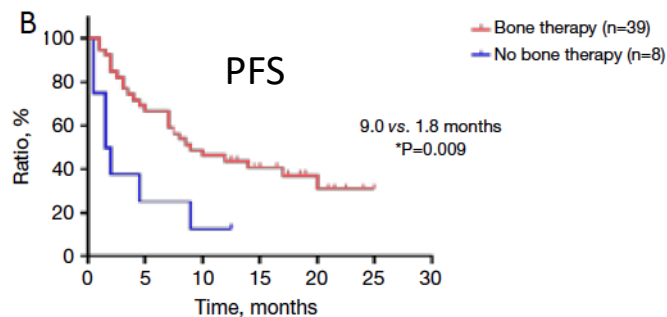 B
Bone therapy (n=39)
No bone therapy (n=8)
PFS
9.0 vs. 1.8 months
*P=0.009
Ratio, %
100
80
60
40
20
0
0 5 10 15 20 25 30
Time, months